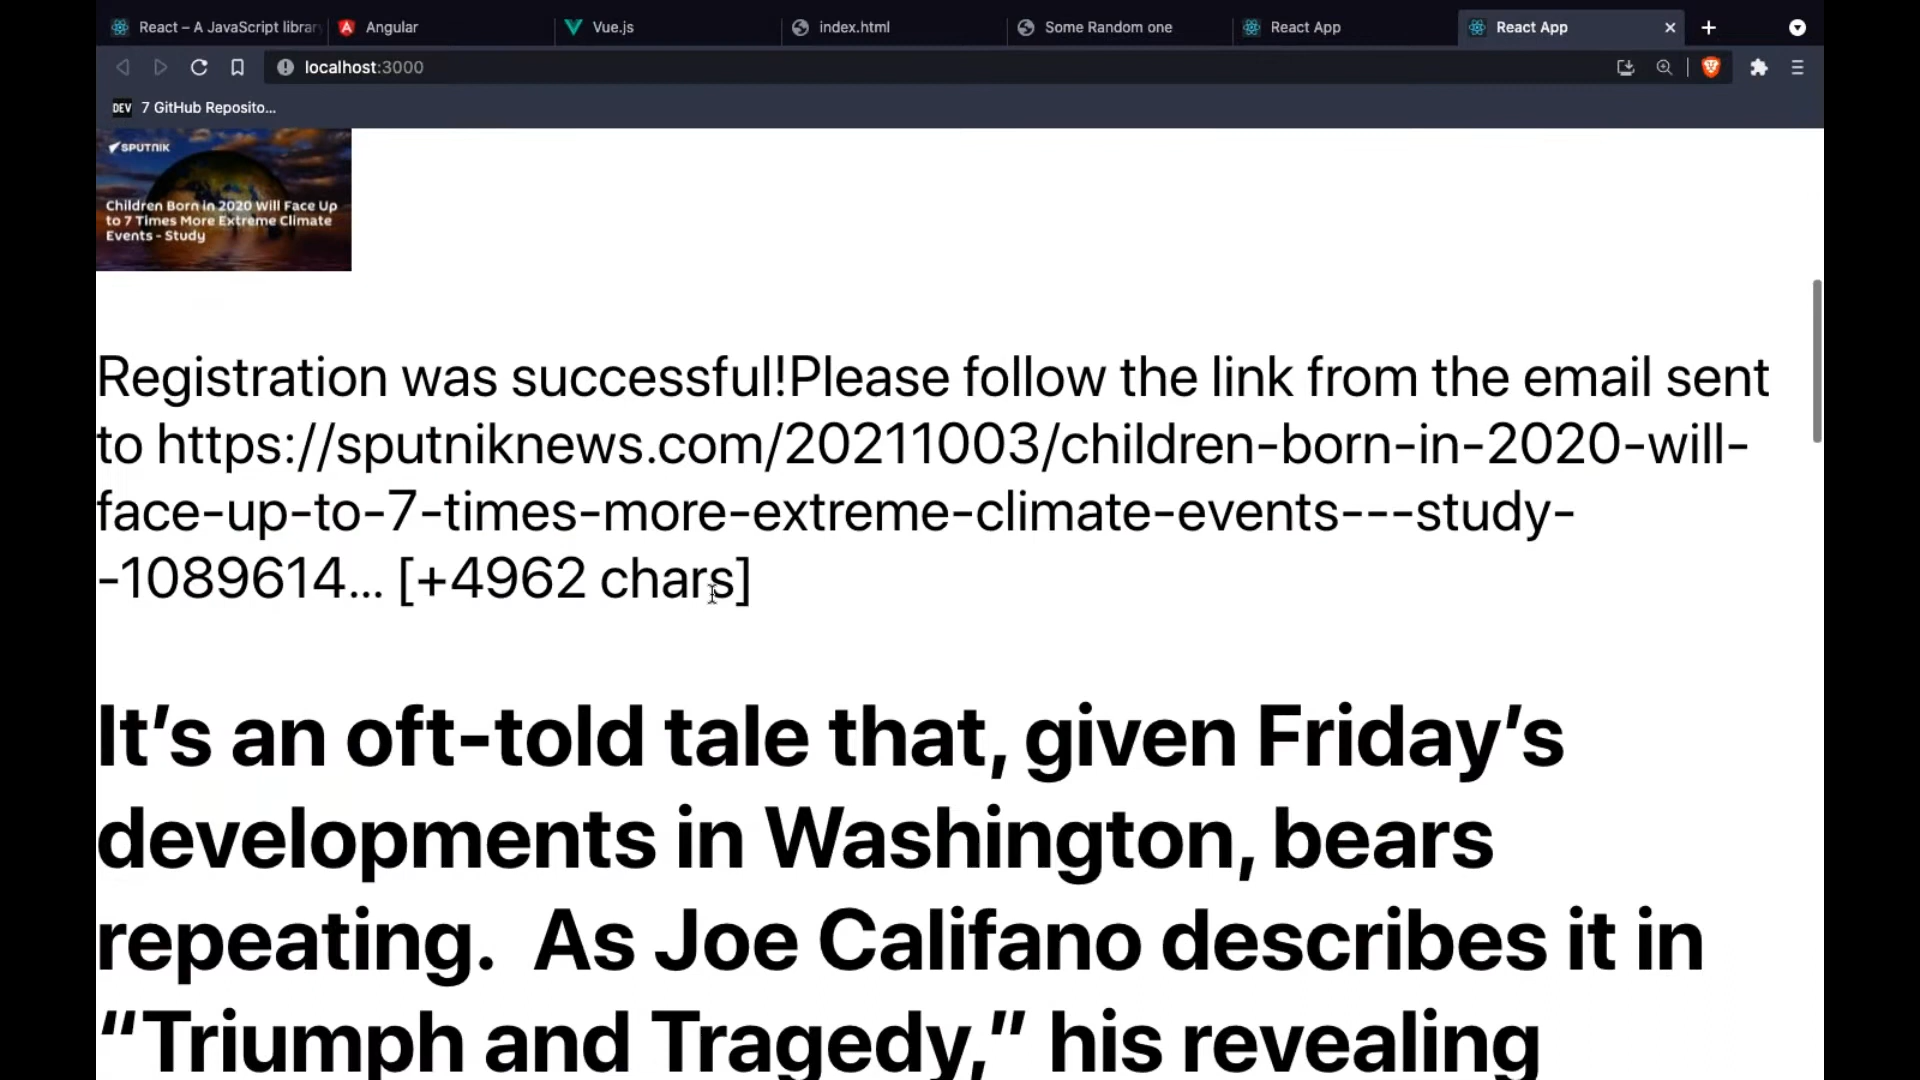 React – A JavaScript librar
Angular
Vue.js
index.html
Some Random one
React App
React App
localhost:3000
DEV 7 GitHub Reposito...
SPUTNIK
Children Born in 2020 Will Face Up
to 7 Times More Extreme Climate
Events - Study
Registration was successful!Please follow the link from the email sent
to https://sputniknews.com/20211003/children-born-in-2020-will-
face-up-to-7-times-more-extreme-climate-events---study-
-1089614… [+4962 chars]
It’s an oft-told tale that, given Friday’s
developments in Washington, bears
repeating.  As Joe Califano describes it in
“Triumph and Tragedy,” his revealing